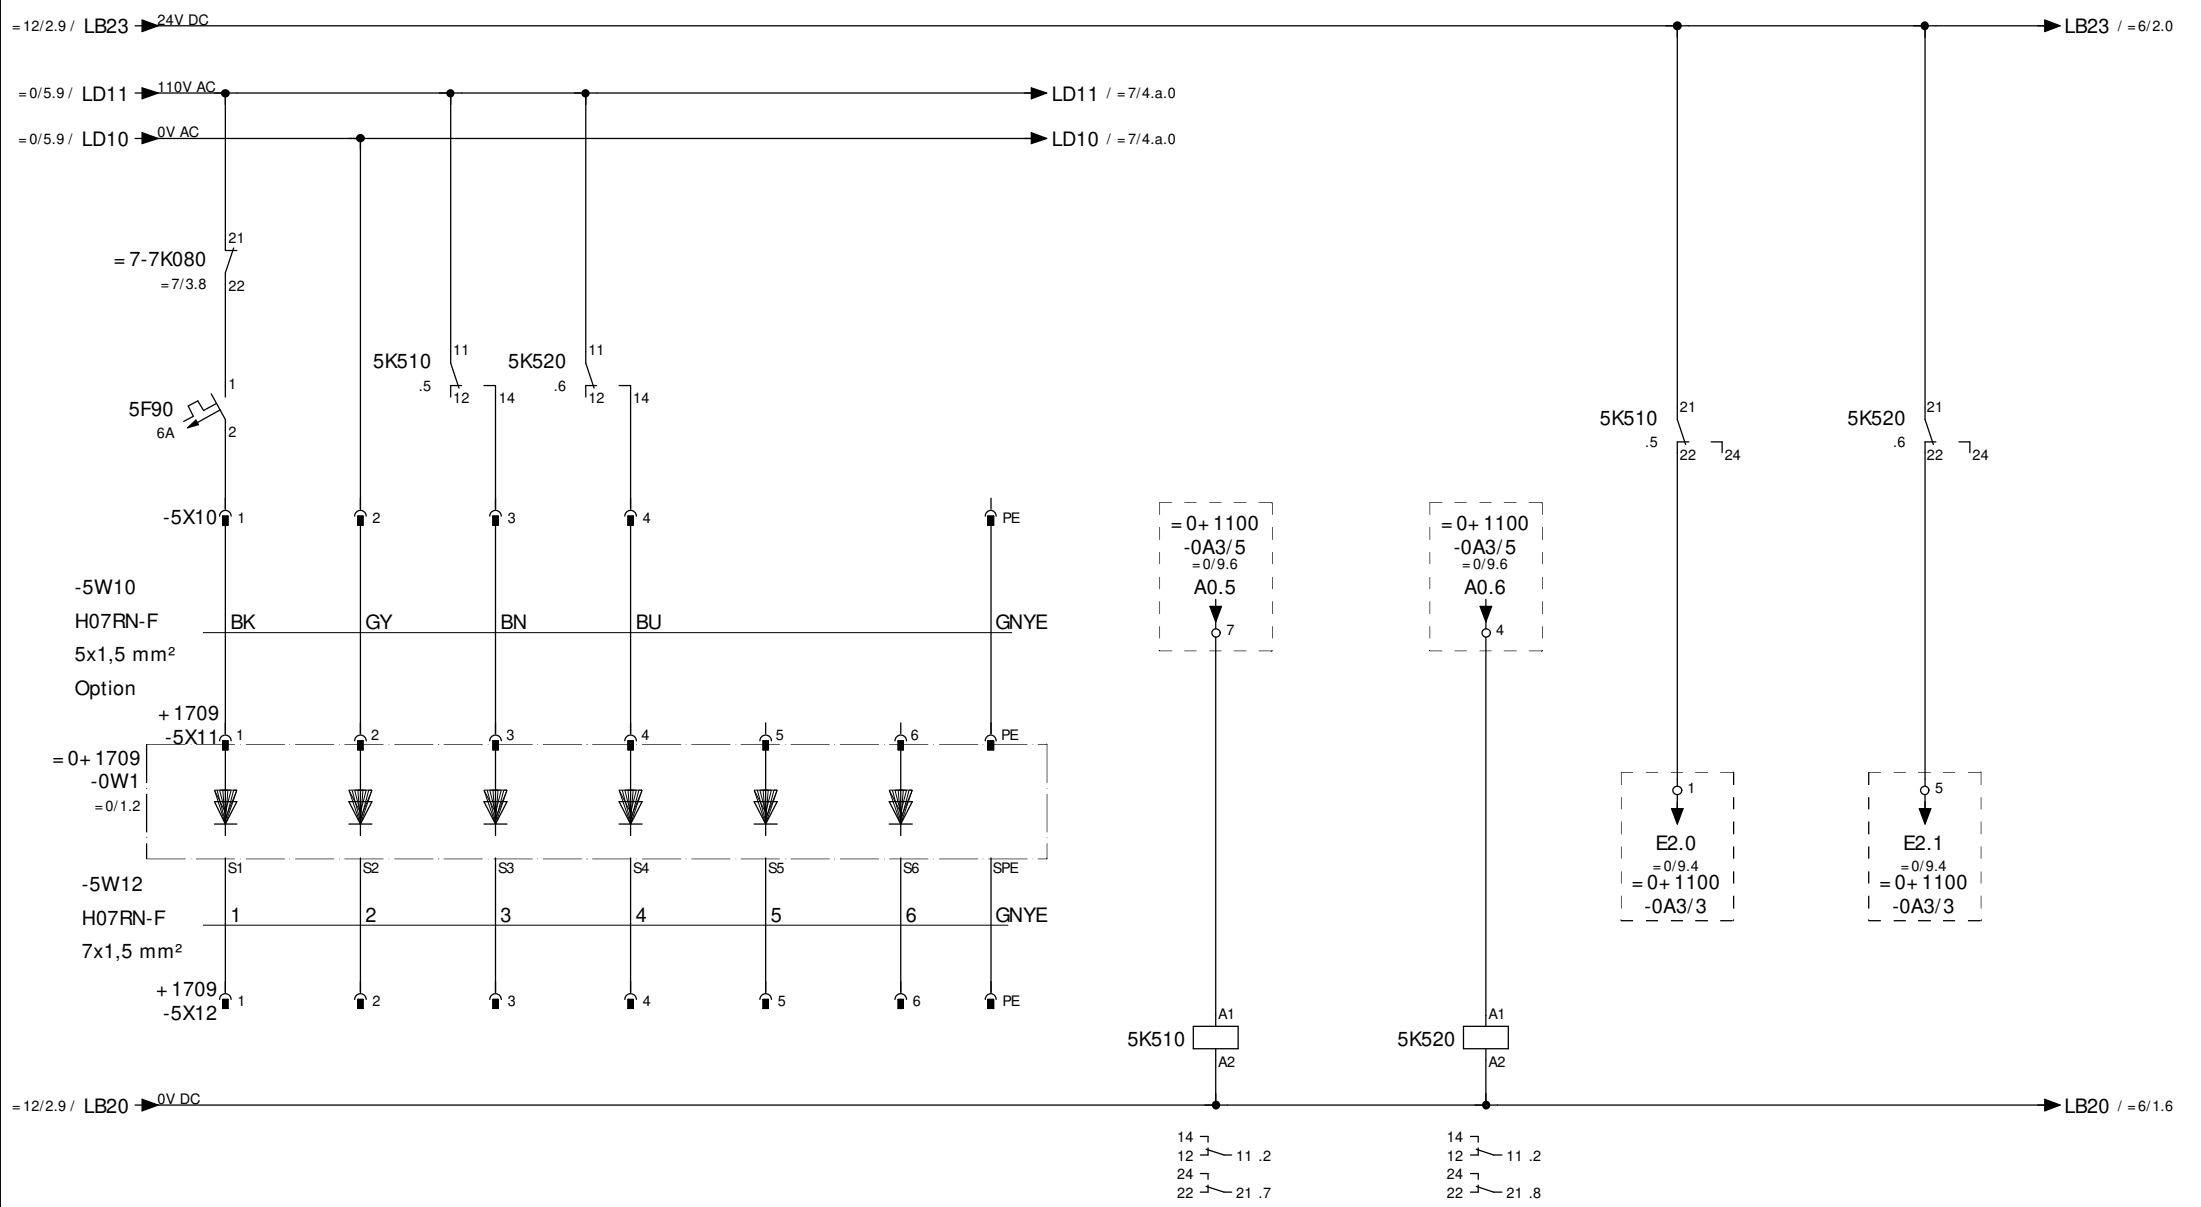 =12/2.9 / LB23 24V DC LB23 / =6/2.0
=0/5.9 / LD11 110V AC LD11 / =7/4.a.0
=0/5.9 / LD10 0V AC LD10 / =7/4.a.0
21
=7-7K080
=7/3.8 22
11 11
5K510 5K520
.5 12 14 .6 12 14
1
5F90
6A 2
21 21
5K510 5K520
.5 22 24 .6 22 24
-5X10 1 2 3 4 PE
=0+1100 =0+1100
-0A3/5 -0A3/5
=0/9.6 =0/9.6
A0.5 A0.6
7 4
-5W10
H07RN-F BK GY BN BU GNYE
5x1,5 mm²
Option
+1709
-5X11 1 2 3 4 5 6 PE
=0+1709
-0W1
=0/1.2
1 5
E2.0 E2.1
=0/9.4 =0/9.4
=0+1100 =0+1100
-0A3/3 -0A3/3
S1 S2 S3 S4 S5 S6 SPE
-5W12
H07RN-F 1 2 3 4 5 6 GNYE
7x1,5 mm²
+1709
-5X12 1 2 3 4 5 6 PE
A1 A1
5K510 5K520
A2 A2
=12/2.9 / LB20 0V DC LB20 / =6/1.6
14 14
12 11 .2 12 11 .2
24 24
22 21 .7 22 21 .8